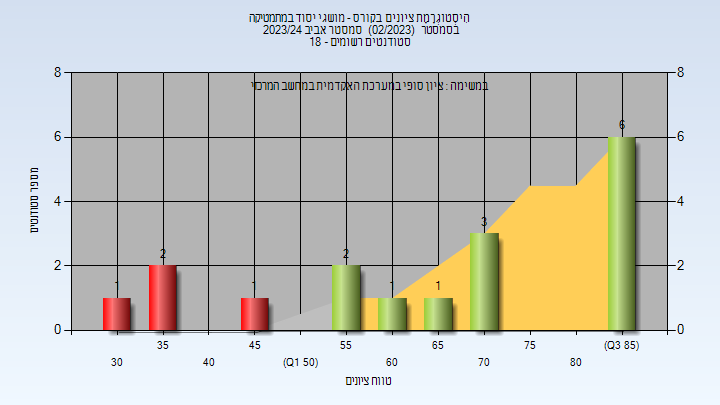 היסטוגרמת ציונים בקורס - מושגי יסוד במתמטיקה
בסמסטר (02/2023) סמסטר אביב 2023/24
סטודנטים רשומים - 18
במשימה : ציון סופי במערכת האקדמית במחשב המרכזי
מספר סטודנטים
8 8
6 6
4 4
2 2
0 0
1 2 1 2 1 1 3 6
30 35 40 45 (Q1 50) 55 60 65 70 75 80 (Q3 85)
טווח ציונים